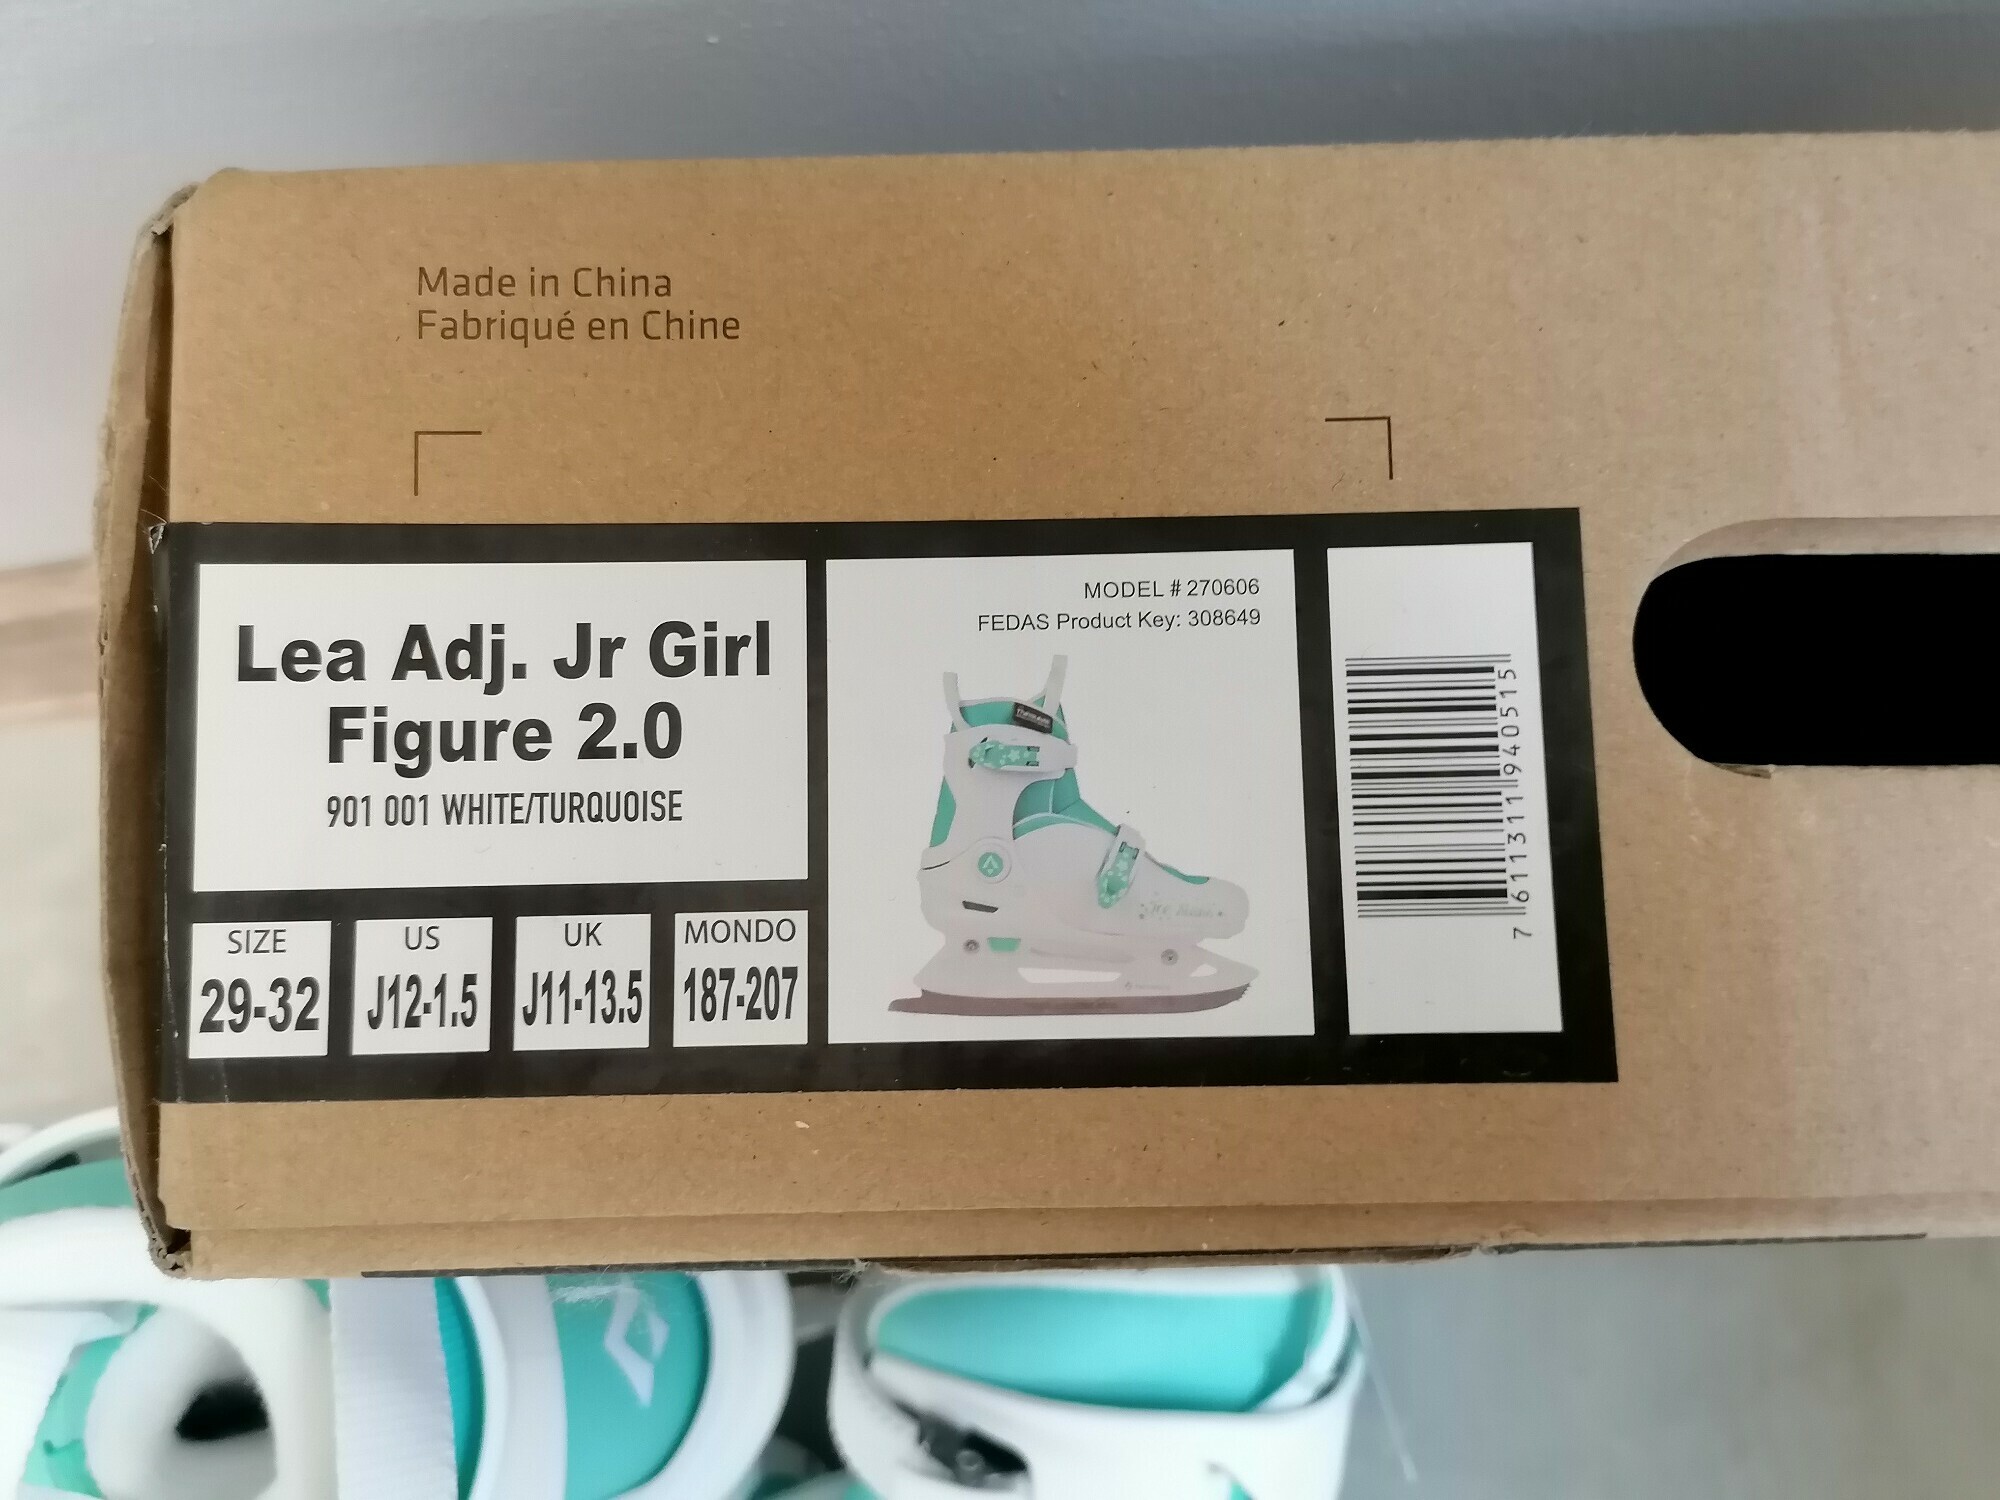 Made in China
Fabriqué en Chine
Lea Adj. Jr Girl
Figure 2.0
901 001 WHITE/TURQUOISE
SIZE
29-32
US
J12-1.5
UK
J11-13.5
MONDO
187-207
MODEL # 270606
FEDAS Product Key: 308649
7 611311 940515